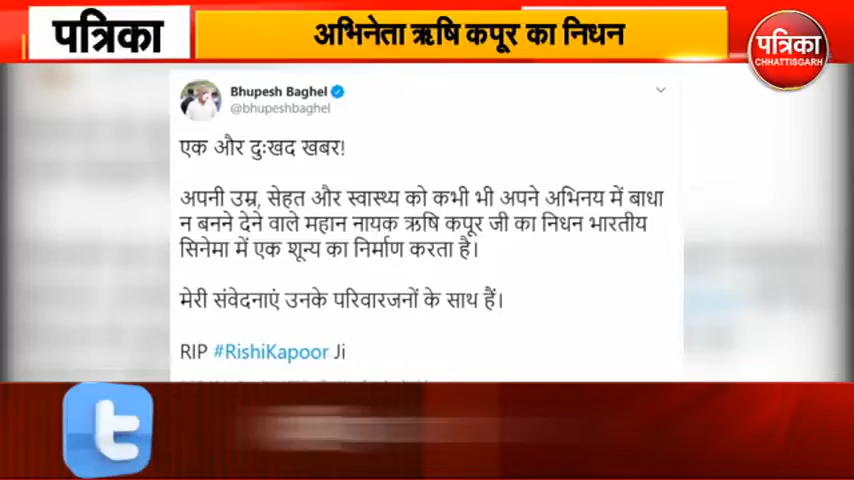 पत्रिका
अभिनेता ऋषि कपूर का निधन
पत्रिका
CHHATTISGARH
Bhupesh Baghel
@bhupeshbaghel
एक और दुःखद खबर!
अपनी उम्र, सेहत और स्वास्थ्य को कभी भी अपने अभिनय में बाधा
न बनने देने वाले महान नायक ऋषि कपूर जी का निधन भारतीय
सिनेमा में एक शून्य का निर्माण करता है।
मेरी संवेदनाएं उनके परिवारजनों के साथ हैं।
RIP #RishiKapoor Ji